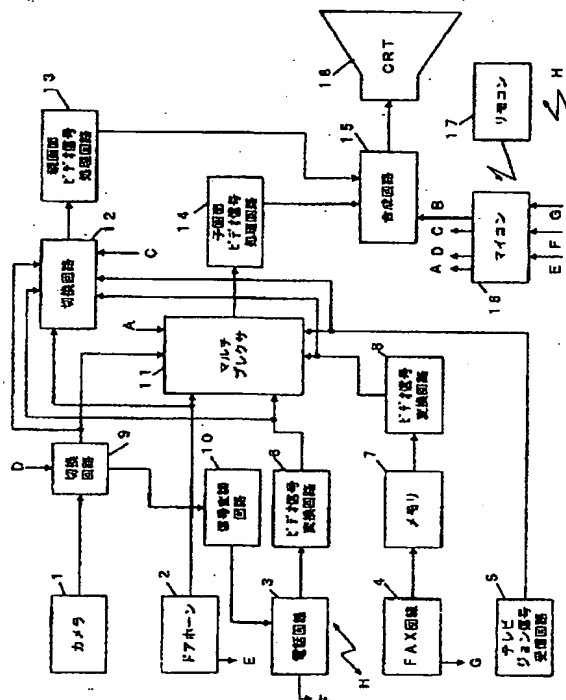 13
親画面部
ビデオ信号
処理回路
12
切換回路
C
14
子画面部
ビデオ信号
処理回路
15
合成回路
16
CRT
17
リモコン
H
18
マイコン
A D C B
E F G
11
マルチ
プレクサ
A
D
9
切換
回路
10
信号変調
回路
6
ビデオ信号
変換回路
7
メモリ
8
ビデオ信号
変換回路
1
カメラ
2
ドアホーン
E
3
電話回路
H
F
4
FAX回線
G
5
テレビ
ジョン信号
受信回路